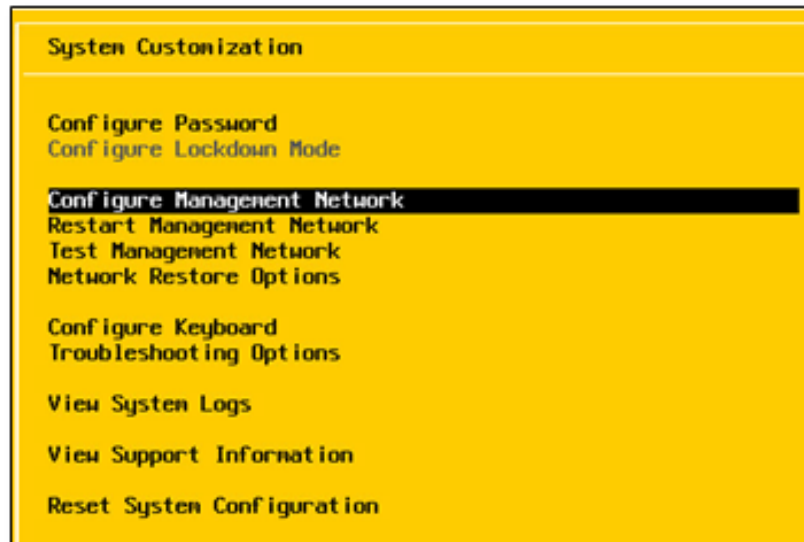 System Customization
Configure Password
Configure Lockdown Mode
Configure Management Network
Restart Management Network
Test Management Network
Network Restore Options
Configure Keyboard
Troubleshooting Options
View System Logs
View Support Information
Reset System Configuration